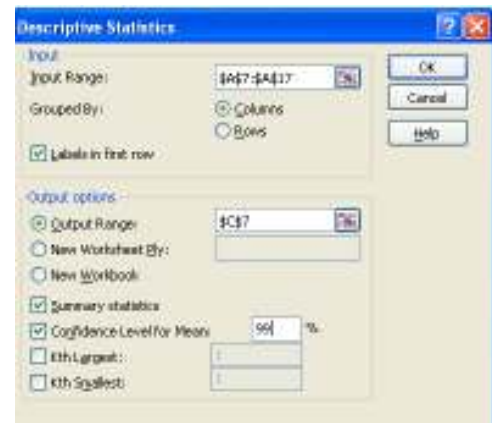 Descriptive Statistics
Input
Input Range: $A$7:$A$17
Grouped By: Columns
Rows
Labels in first row
OK
Cancel
Help
Output options
Output Range: $C$7
New Worksheet Ply:
New Workbook
Summary statistics
Confidence Level for Mean: 99 %
Kth Largest: 1
Kth Smallest: 1